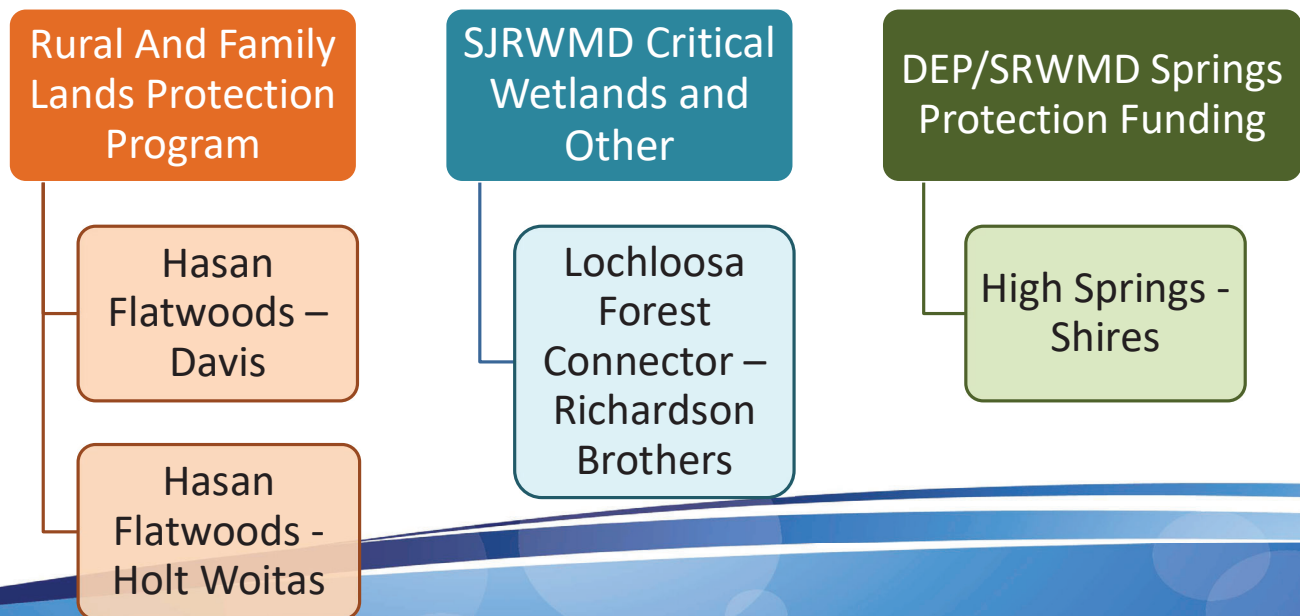 Rural And Family
Lands Protection
Program
Hasan
Flatwoods –
Davis
Hasan
Flatwoods -
Holt Woitas
SJRWMD Critical
Wetlands and
Other
Lochloosa
Forest
Connector –
Richardson
Brothers
DEP/SRWMD Springs
Protection Funding
High Springs -
Shires